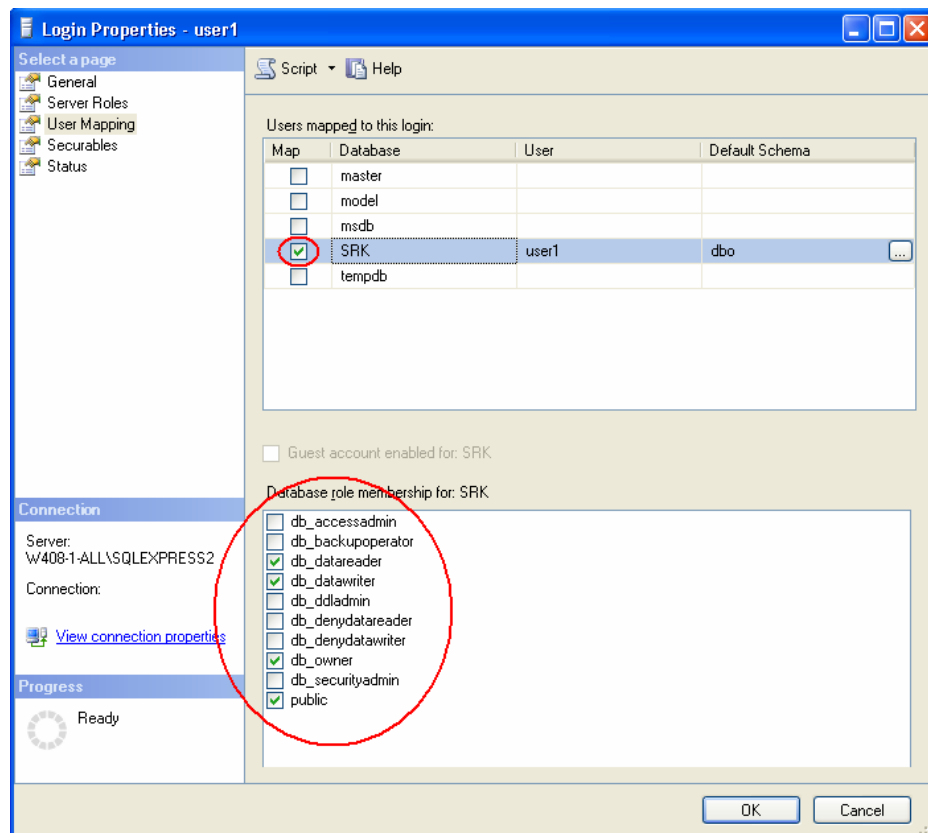 Login Properties - user1
Select a page
General
Server Roles
User Mapping
Securables
Status
Script
Help
Users mapped to this login:
Map Database User Default Schema
master
model
msdb
SRK user1 dbo ...
tempdb
Guest account enabled for: SRK
Database role membership for: SRK
db_accessadmin
db_backupoperator
db_datareader
db_datawriter
db_ddladmin
db_denydatareader
db_denydatawriter
db_owner
db_securityadmin
public
Connection
Server:
W408-1-ALL\SQLEXPRESS2
Connection:
View connection properties
Progress
Ready
OK Cancel